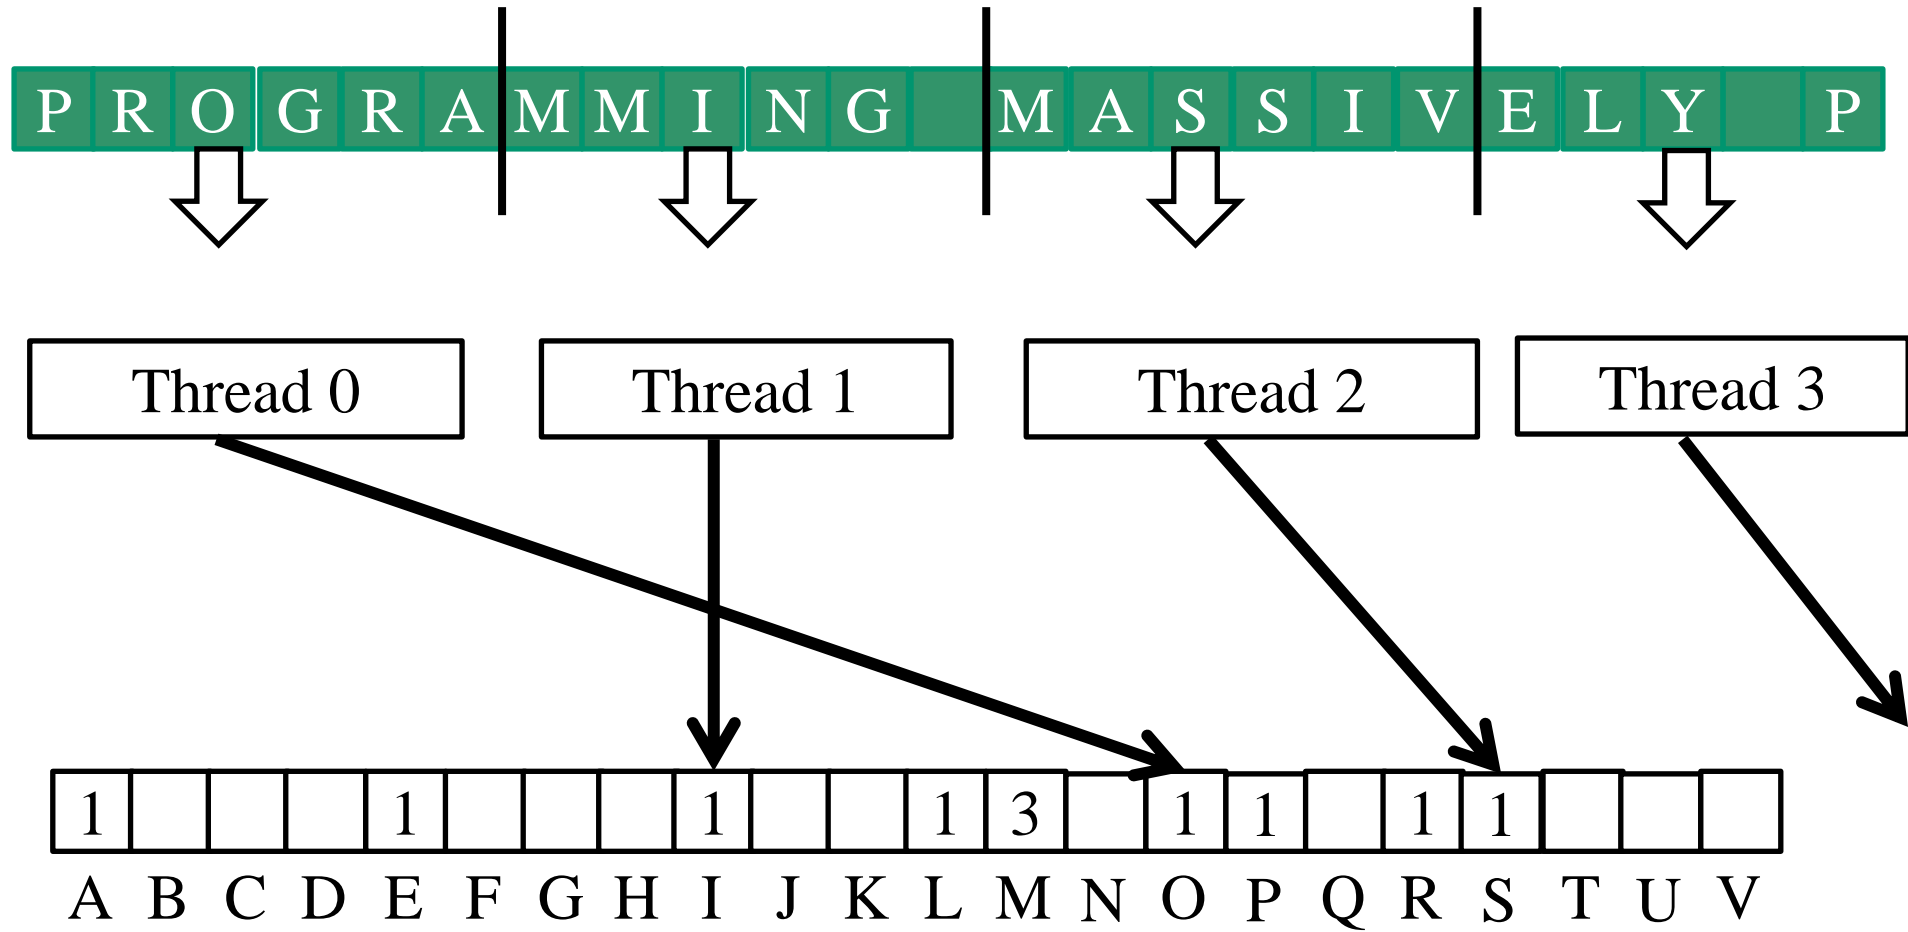 P R O G R A M M I N G M A S S I V E L Y P
Thread 0 Thread 1 Thread 2 Thread 3
1 1 1 1 3 1 1 1 1
A B C D E F G H I J K L M N O P Q R S T U V